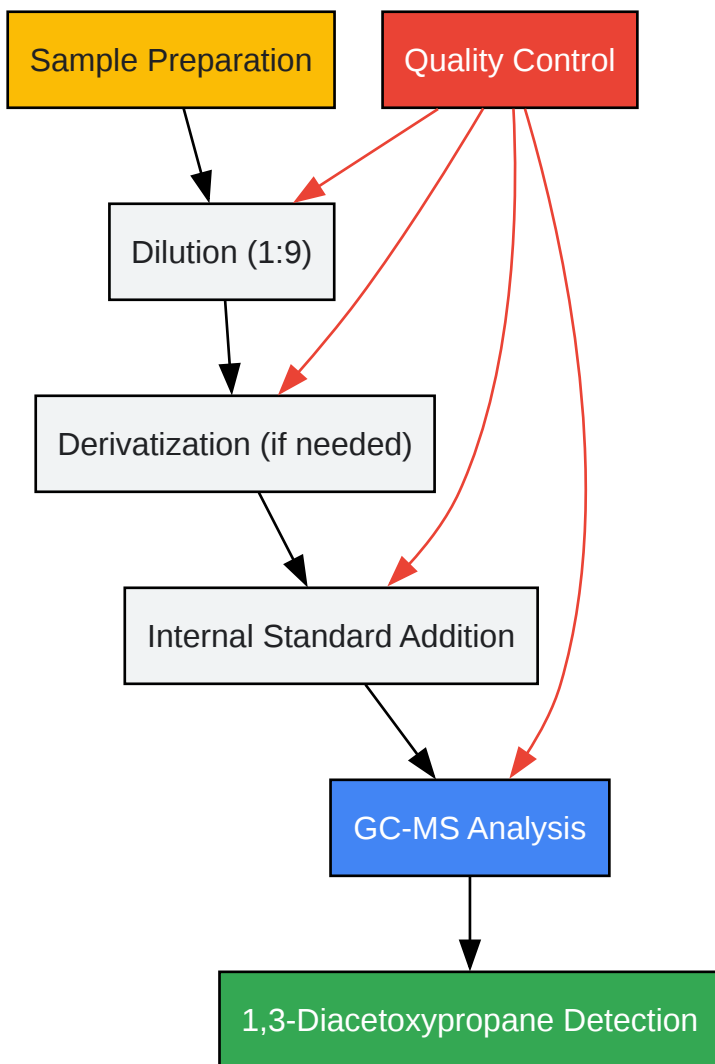 Sample Preparation
Quality Control
Dilution (1:9)
Derivatization (if needed)
Internal Standard Addition
GC-MS Analysis
1,3-Diacetoxypropane Detection